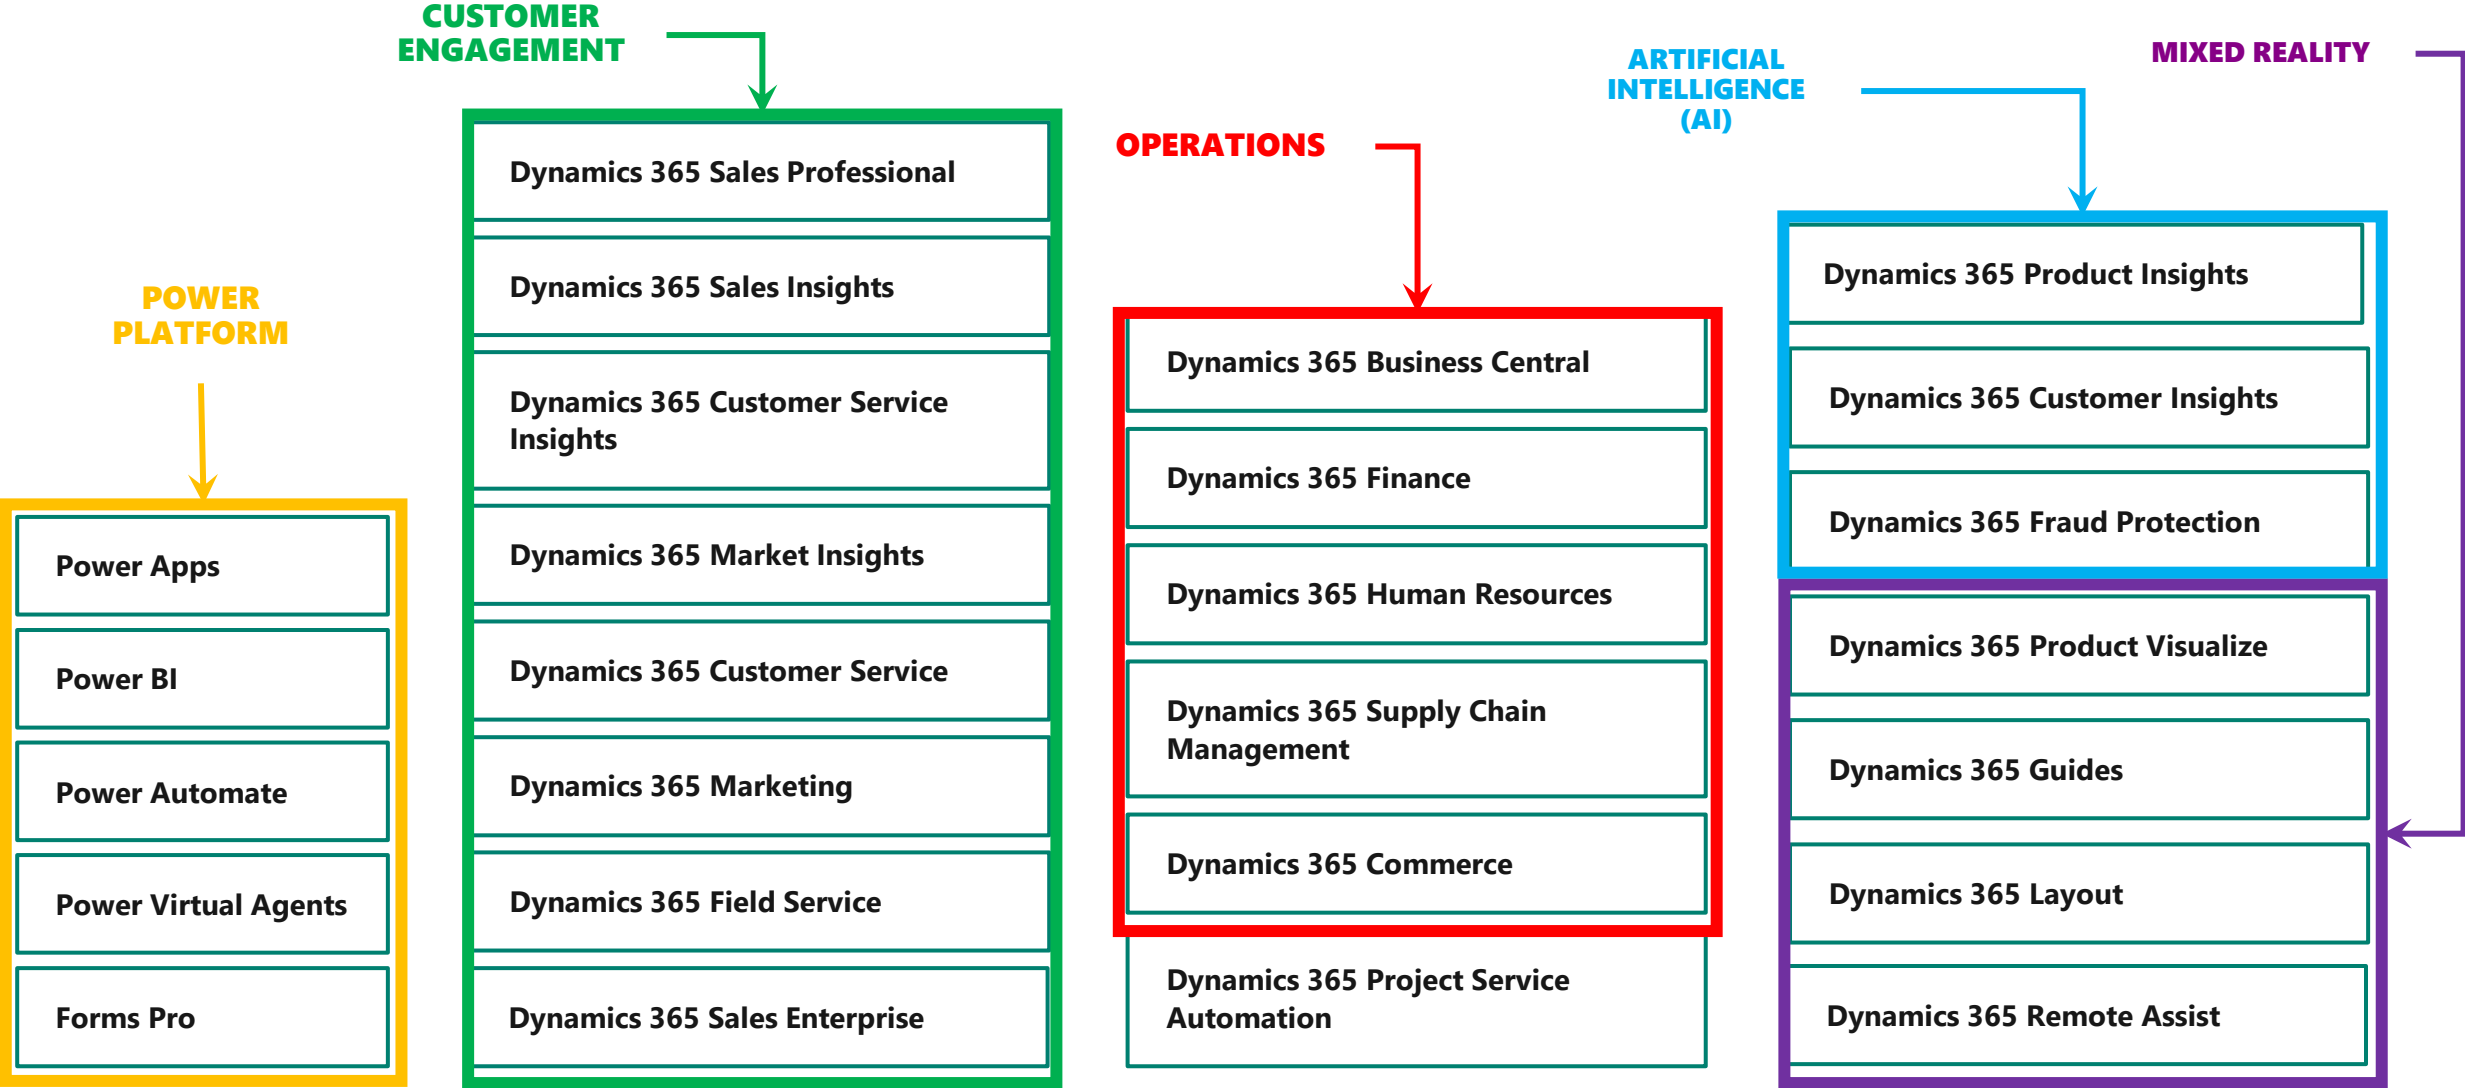 CUSTOMER
ENGAGEMENT
Dynamics 365 Sales Professional
Dynamics 365 Sales Insights
Dynamics 365 Customer Service
Insights
Dynamics 365 Market Insights
Dynamics 365 Customer Service
Dynamics 365 Marketing
Dynamics 365 Field Service
Dynamics 365 Sales Enterprise
POWER
PLATFORM
Power Apps
Power BI
Power Automate
Power Virtual Agents
Forms Pro
OPERATIONS
Dynamics 365 Business Central
Dynamics 365 Finance
Dynamics 365 Human Resources
Dynamics 365 Supply Chain
Management
Dynamics 365 Commerce
Dynamics 365 Project Service
Automation
ARTIFICIAL
INTELLIGENCE
(AI)
Dynamics 365 Product Insights
Dynamics 365 Customer Insights
Dynamics 365 Fraud Protection
MIXED REALITY
Dynamics 365 Product Visualize
Dynamics 365 Guides
Dynamics 365 Layout
Dynamics 365 Remote Assist